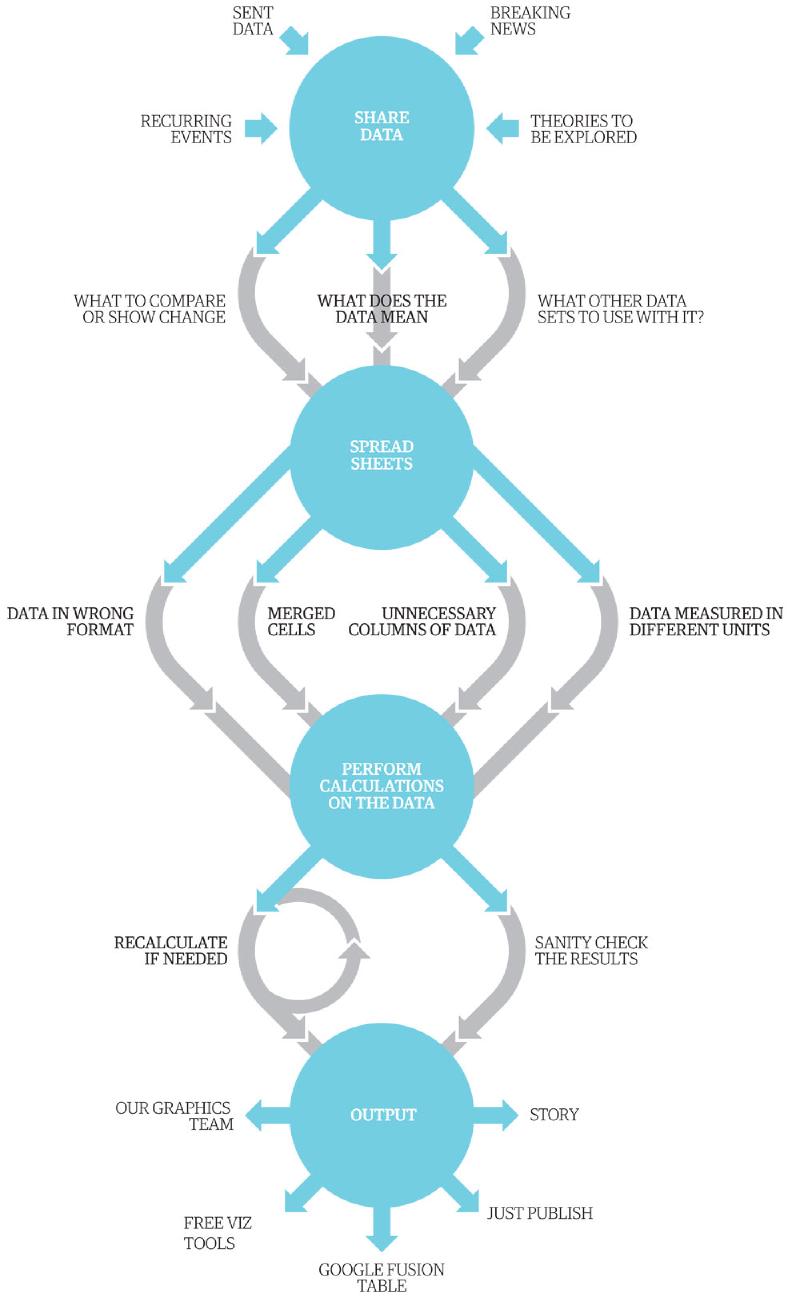 SENT
DATA
BREAKING
NEWS
RECURRING
EVENTS
SHARE
DATA
THEORIES TO
BE EXPLORED
WHAT TO COMPARE
OR SHOW CHANGE
WHAT DOES THE
DATA MEAN
WHAT OTHER DATA
SETS TO USE WITH IT?
SPREAD
SHEETS
DATA IN WRONG
FORMAT
MERGED
CELLS
UNNECESSARY
COLUMNS OF DATA
DATA MEASURED IN
DIFFERENT UNITS
PERFORM
CALCULATIONS
ON THE DATA
RECALCULATE
IF NEEDED
SANITY CHECK
THE RESULTS
OUR GRAPHICS
TEAM
OUTPUT
STORY
FREE VIZ
TOOLS
JUST PUBLISH
GOOGLE FUSION
TABLE